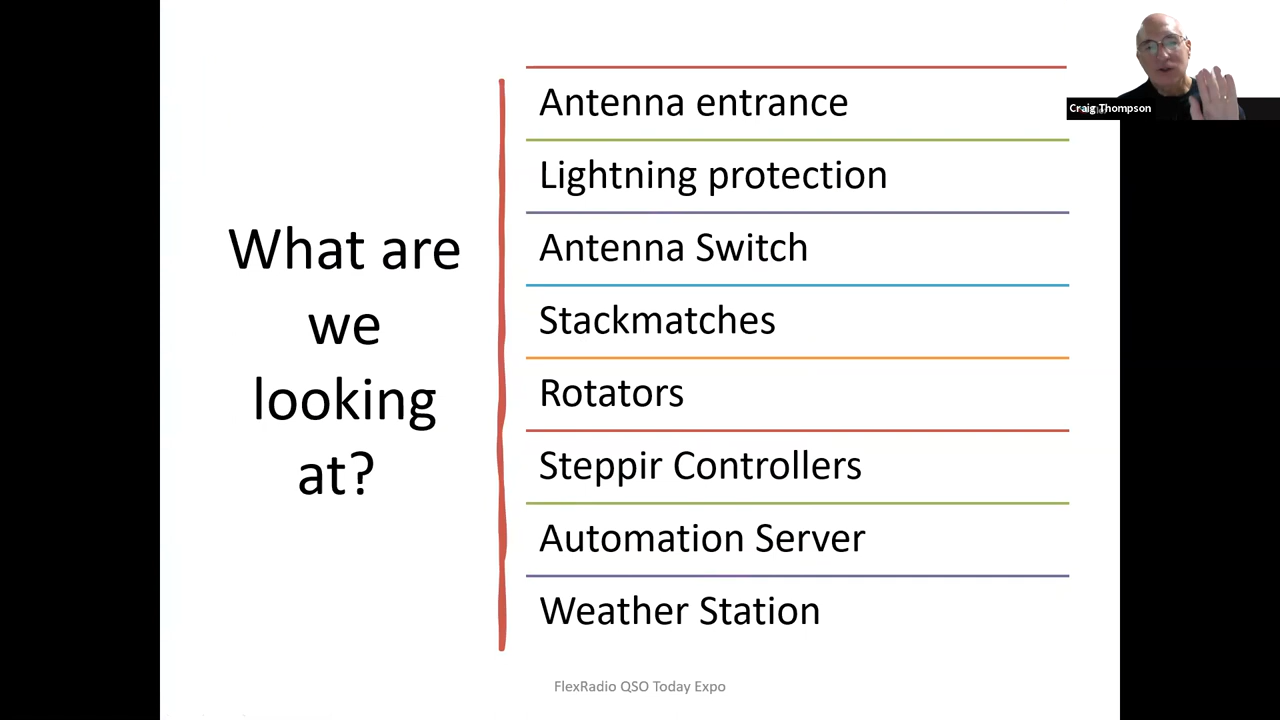 What are
we
looking
at?
Antenna entrance
Lightning protection
Antenna Switch
Stackmatches
Rotators
Steppir Controllers
Automation Server
Weather Station
FlexRadio QSO Today Expo
Craig Thompson